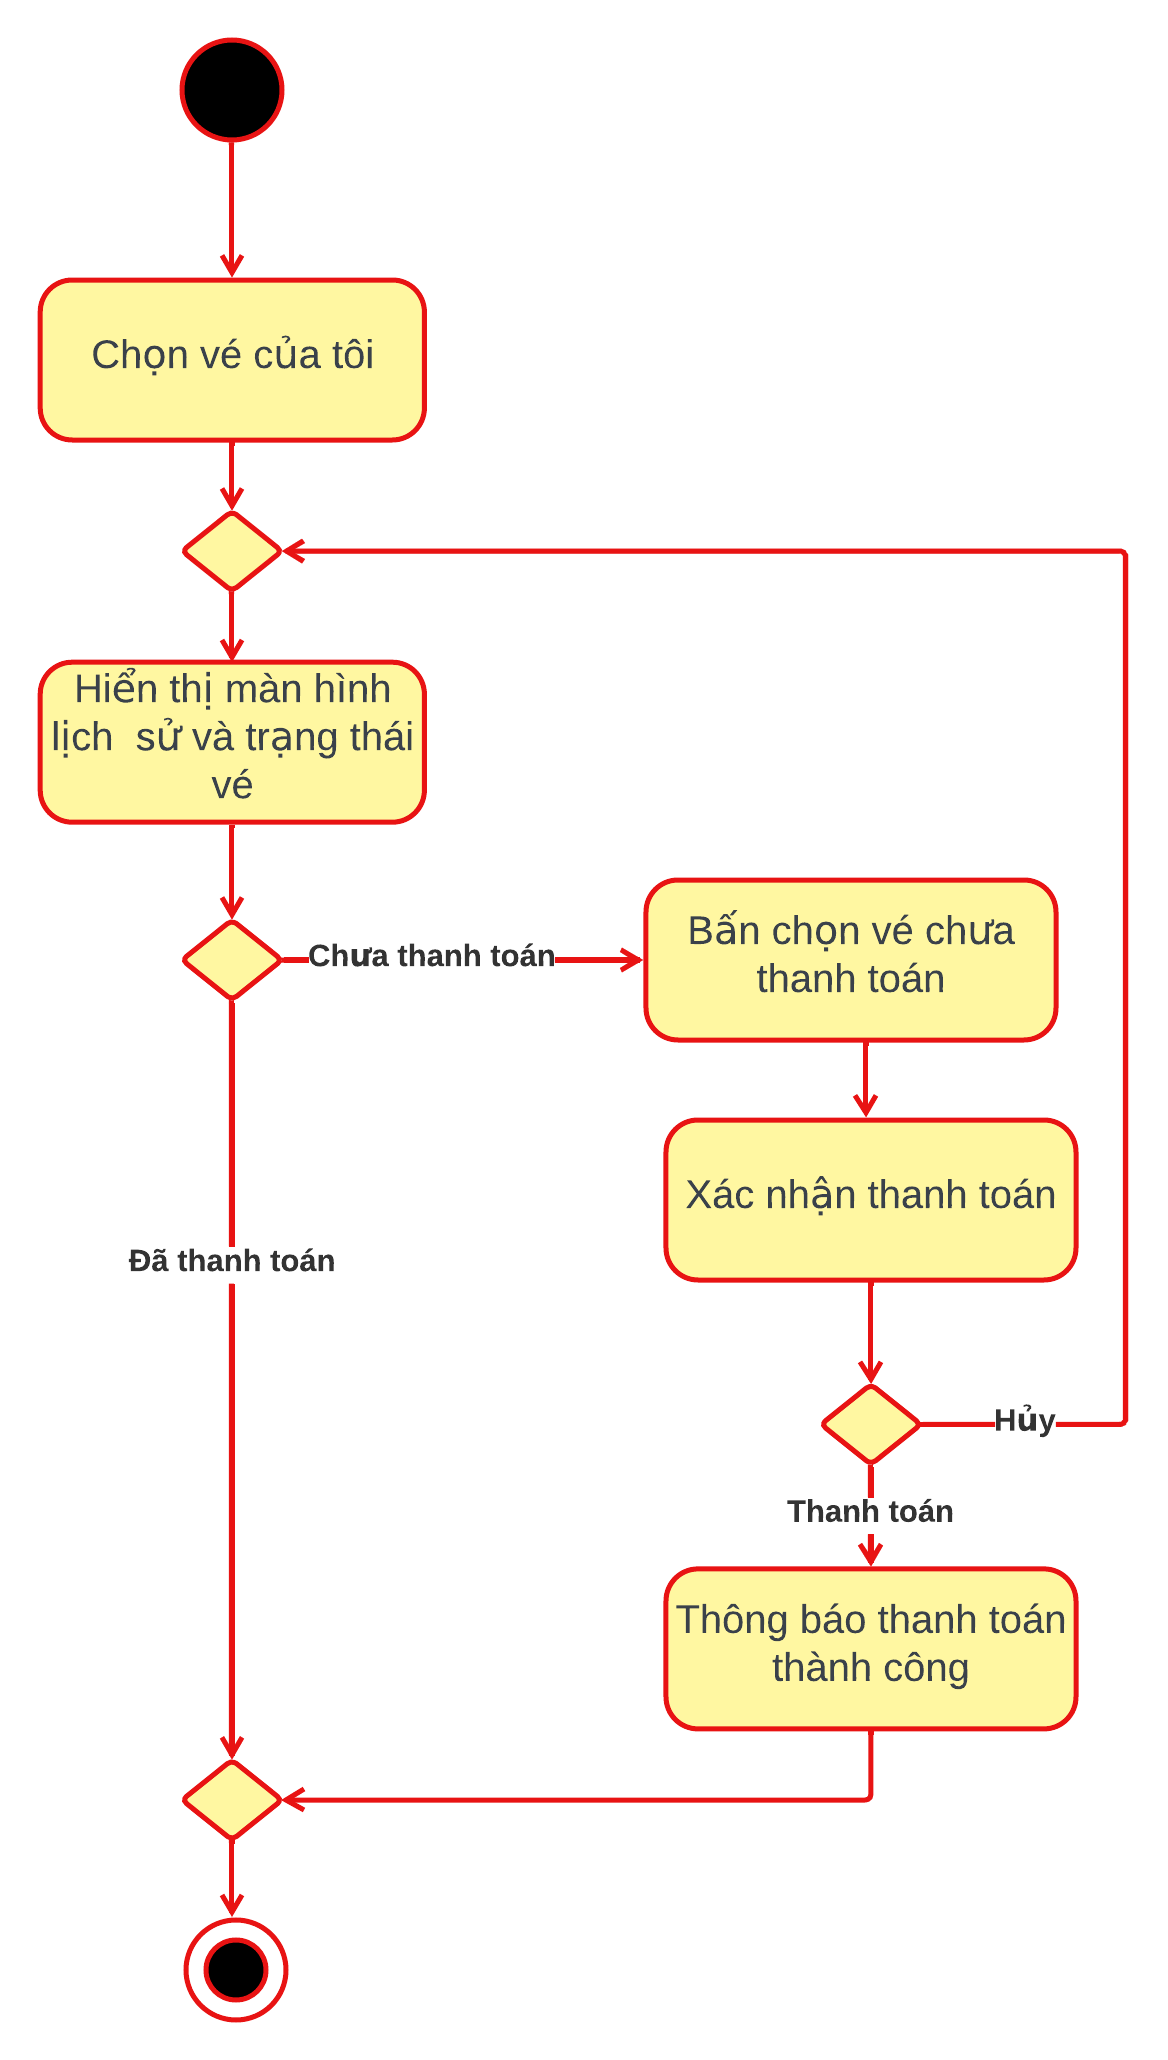 Chọn vé của tôi
Hiển thị màn hình
lịch  sử và trạng thái
vé
Chưa thanh toán
Bấn chọn vé chưa
thanh toán
Xác nhận thanh toán
Đã thanh toán
Hủy
Thanh toán
Thông báo thanh toán
thành công